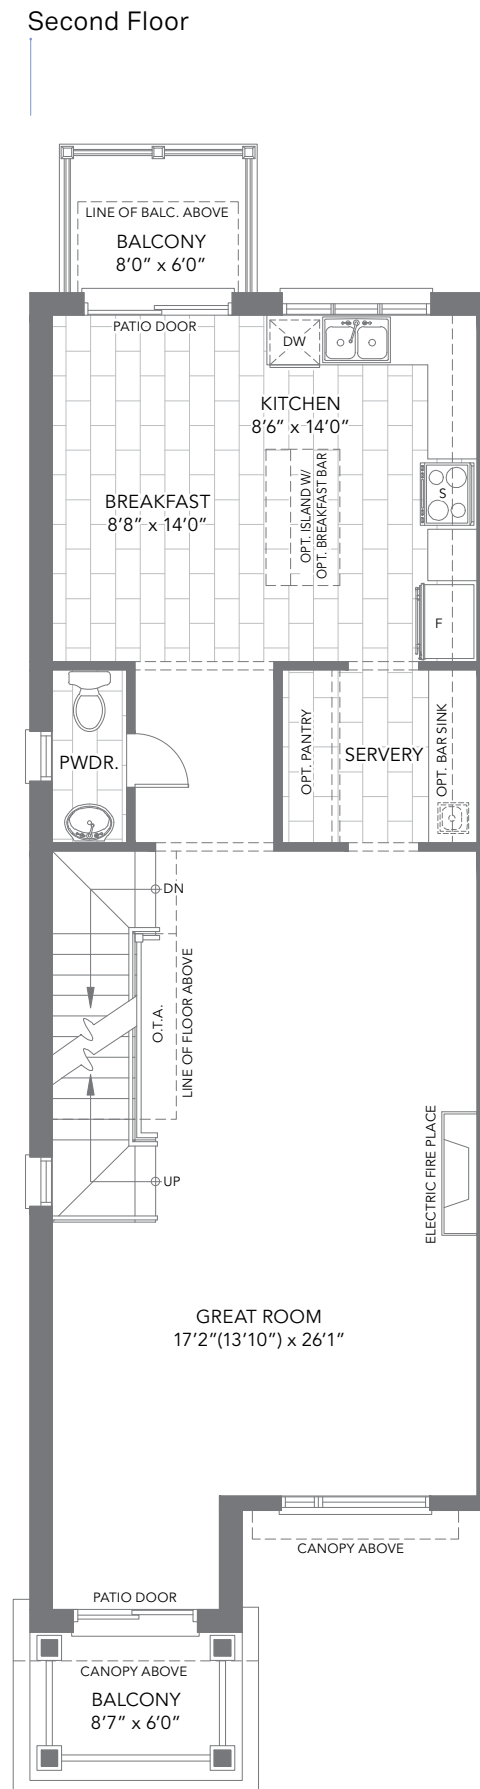 Second Floor
LINE OF BALC. ABOVE
BALCONY
8'0" x 6'0"
PATIO DOOR
DW
KITCHEN
8'6" x 14'0"
OPT. ISLAND W/
OPT. BREAKFAST BAR
BREAKFAST
8'8" x 14'0"
S
F
PWDR.
OPT. PANTRY
SERVERY
OPT. BAR SINK
DN
O.T.A.
LINE OF FLOOR ABOVE
UP
ELECTRIC FIRE PLACE
GREAT ROOM
17'2"(13'10") x 26'1"
CANOPY ABOVE
PATIO DOOR
CANOPY ABOVE
BALCONY
8'7" x 6'0"